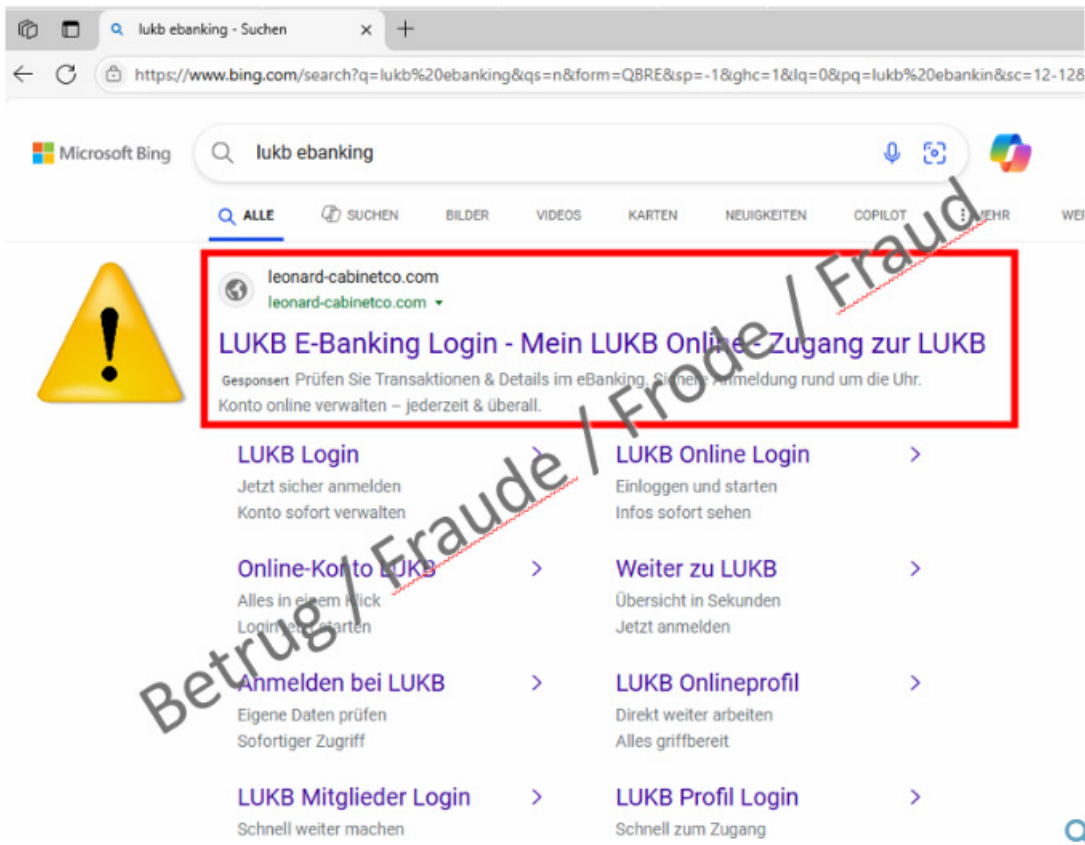 lukb ebanking - Suchen
https://www.bing.com/search?q=lukb%20ebanking&qs=n&form=QBRE&sp=-1&ghc=1&lq=0&pq=lukb%20ebankin&sc=12-128
Microsoft Bing
lukb ebanking
ALLE SUCHEN BILDER VIDEOS KARTEN NEUIGKEITEN COPILOT MEHR
leonard-cabinetco.com
leonard-cabinetco.com
LUKB E-Banking Login - Mein LUKB Online - Zugang zur LUKB
Gesponsert Prüfen Sie Transaktionen & Details im eBanking. Sichere Anmeldung rund um die Uhr.
Konto online verwalten – jederzeit & überall.
LUKB Login
Jetzt sicher anmelden
Konto sofort verwalten
LUKB Online Login
Einloggen und starten
Infos sofort sehen
Online-Konto LUKB
Alles in einem Klick
Login jetzt starten
Weiter zu LUKB
Übersicht in Sekunden
Jetzt anmelden
Anmelden bei LUKB
Eigene Daten prüfen
Sofortiger Zugriff
LUKB Onlineprofil
Direkt weiter arbeiten
Alles griffbereit
LUKB Mitglieder Login
Schnell weiter machen
LUKB Profil Login
Schnell zum Zugang
Betrug / Fraude / Frode / Fraud